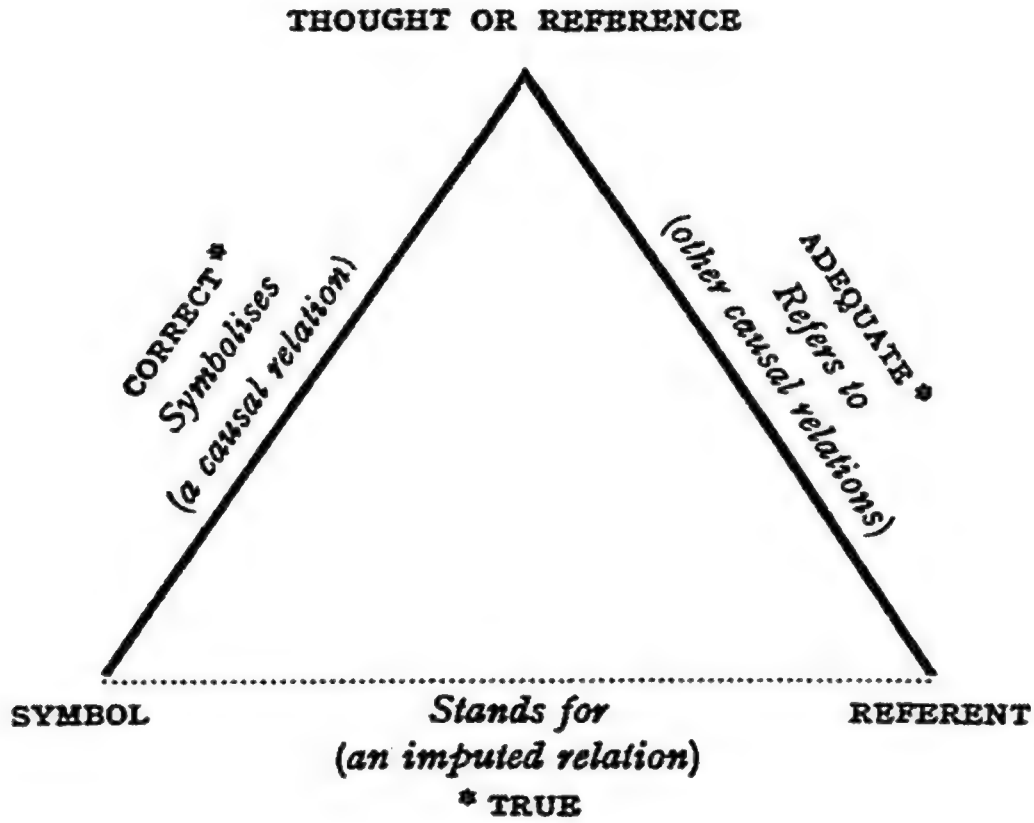 THOUGHT OR REFERENCE
CORRECT*
Symbolises
(a causal relation)
ADEQUATE*
Refers to
(other causal relations)
SYMBOL
Stands for
(an imputed relation)
* TRUE
REFERENT